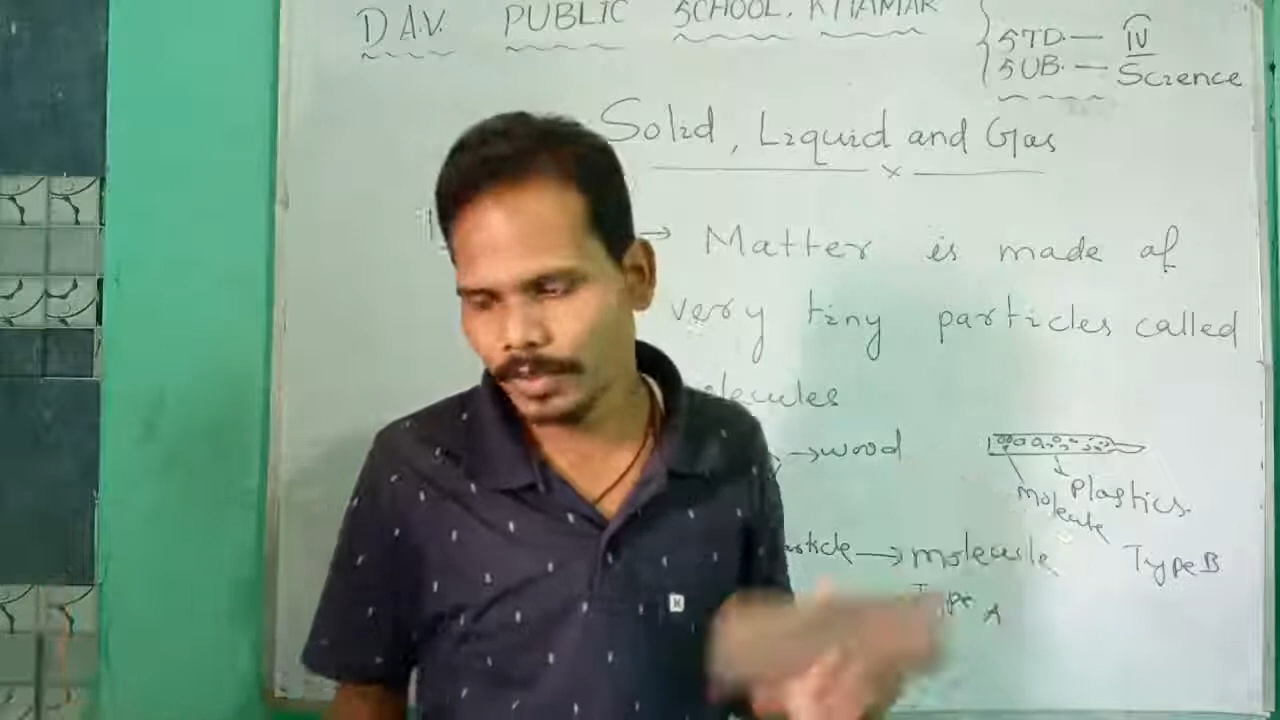 D.A.V. PUBLIC SCHOOL, KHAMAR
STD.— IV
SUB.— Science
Solid, Liquid and Gas
→ Matter is made of
very tiny particles called
lecules
→wood
Plastics.
molecule
Type B
→ molecule
A